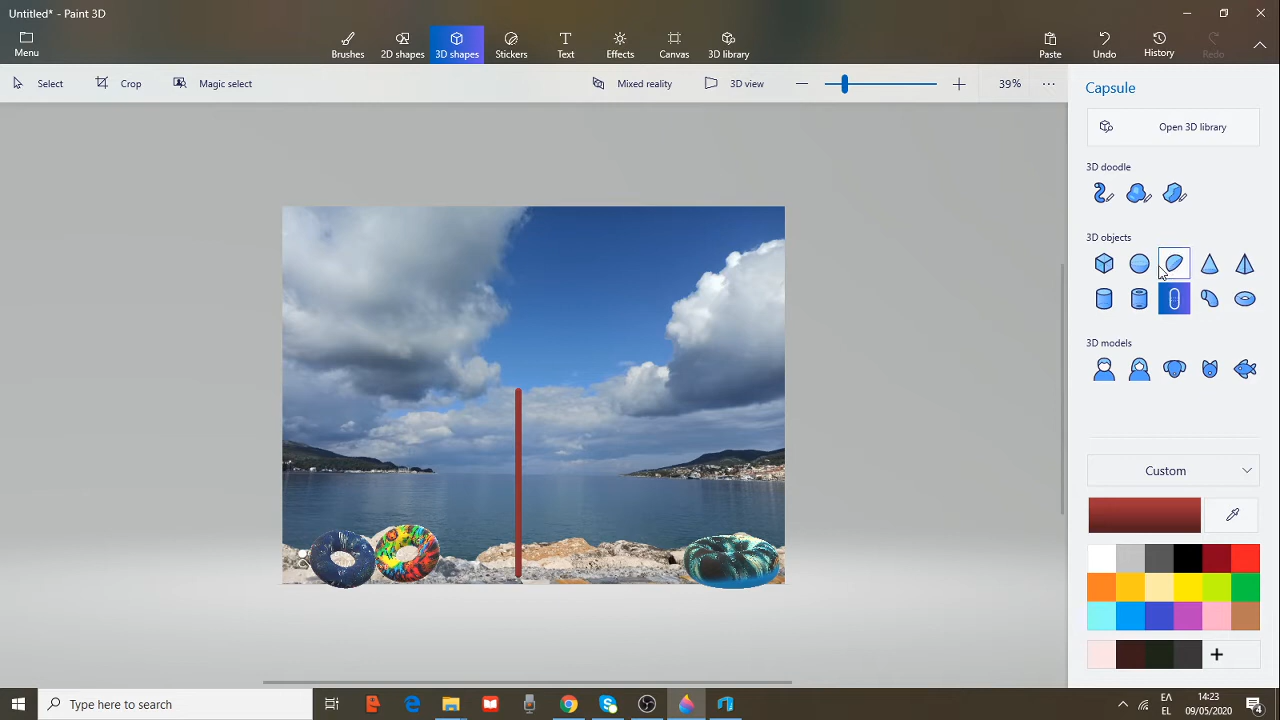 Untitled* - Paint 3D
Menu
Brushes
2D shapes
3D shapes
Stickers
Text
Effects
Canvas
3D library
Paste
Undo
History
Redo
Select
Crop
Magic select
Mixed reality
3D view
39%
Capsule
Open 3D library
3D doodle
3D objects
3D models
Custom
Type here to search
ΕΛ
EL
14:23
09/05/2020
4